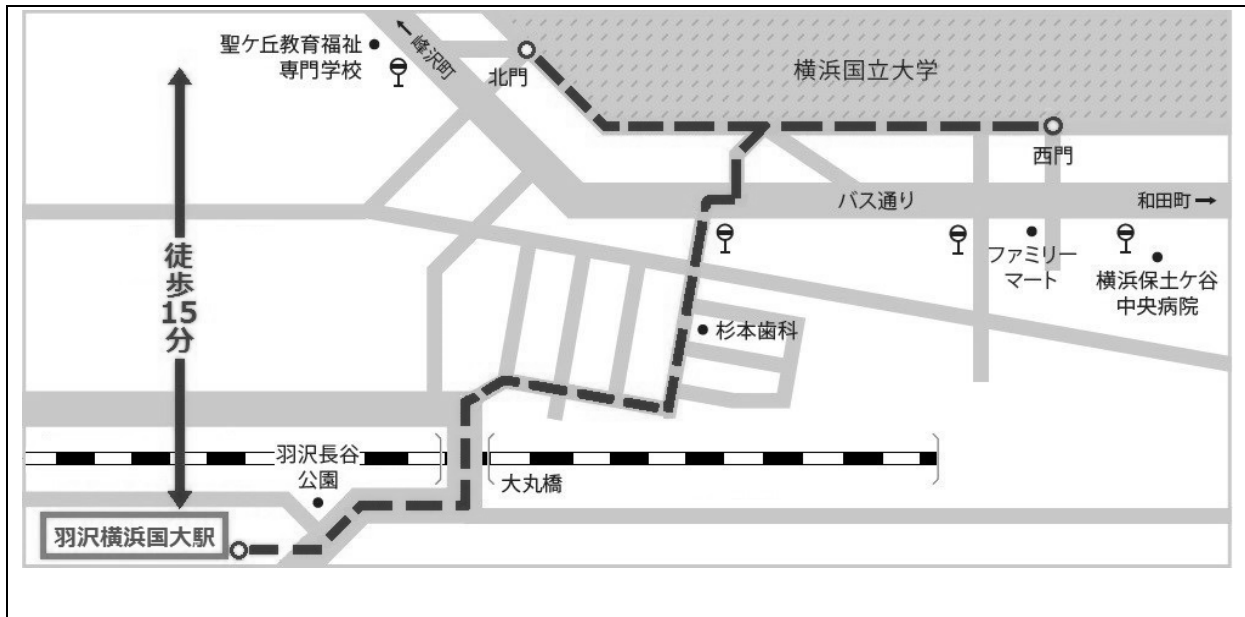 聖ケ丘教育福祉
専門学校
峰沢町
北門
横浜国立大学
西門
バス通り
和田町
ファミリー
マート
横浜保土ケ谷
中央病院
徒歩15分
杉本歯科
羽沢長谷
公園
大丸橋
羽沢横浜国大駅